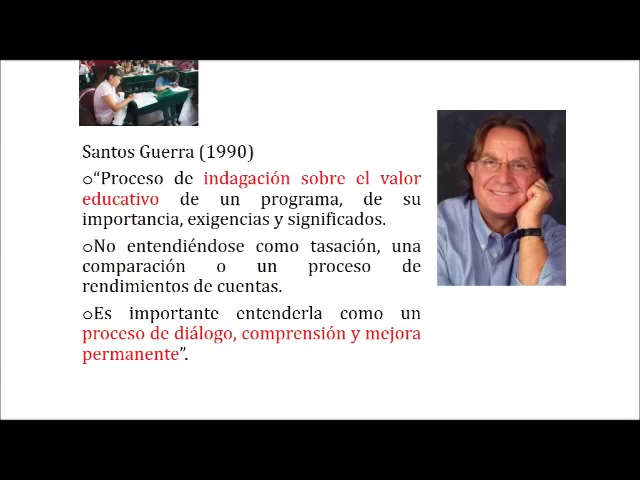 Santos Guerra (1990)
o“Proceso de indagación sobre el valor
educativo de un programa, de su
importancia, exigencias y significados.
oNo entendiéndose como tasación, una
comparación o un proceso de
rendimientos de cuentas.
oEs importante entenderla como un
proceso de diálogo, comprensión y mejora
permanente”.